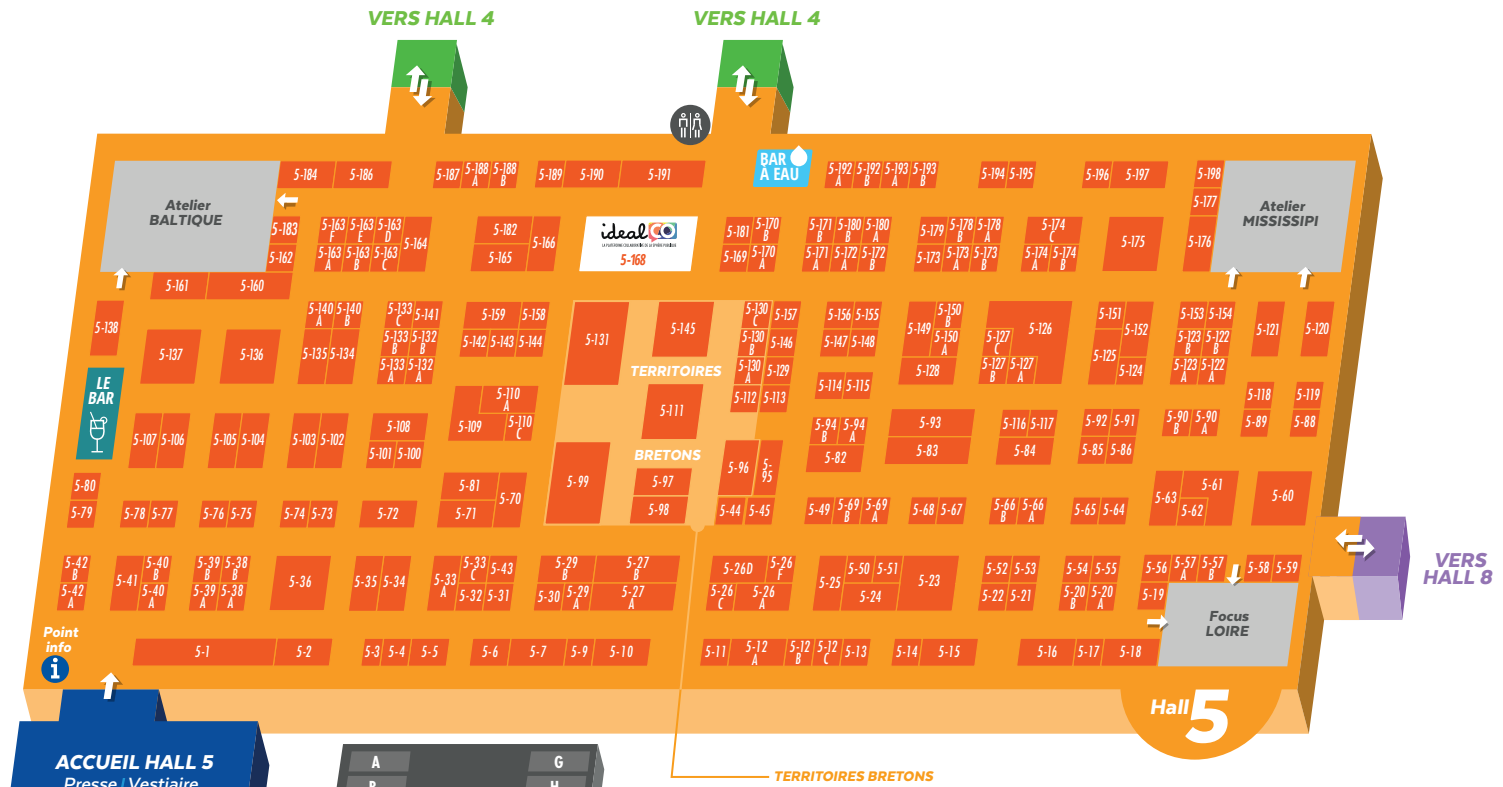 VERS HALL 4
VERS HALL 4
BAR
À EAU
Atelier
BALTIQUE
Atelier
MISSISSIPI
5-184
5-186
5-187
5-188
A
5-188
B
5-189
5-190
5-191
5-192
A
5-192
B
5-193
A
5-193
B
5-194
5-195
5-196
5-197
5-198
5-177
5-176
5-183
5-162
5-163
F
5-163
E
5-163
D
5-164
5-163
A
5-163
B
5-163
C
5-182
5-165
5-166
idealCO
5-168
5-181
5-170
B
5-169
5-170
A
5-171
B
5-180
B
5-180
A
5-171
A
5-172
A
5-172
B
5-179
5-178
B
5-178
A
5-173
5-173
A
5-173
B
5-174
C
5-174
A
5-174
B
5-175
5-161
5-160
5-138
5-137
5-136
5-140
A
5-140
B
5-135
5-134
5-133
C
5-141
5-133
B
5-132
B
5-133
A
5-132
A
5-159
5-158
5-142
5-143
5-144
5-131
5-145
TERRITOIRES
5-111
BRETONS
5-99
5-97
5-98
5-96
5-
95
5-44
5-45
5-130
C
5-157
5-130
B
5-146
5-130
A
5-129
5-112
5-113
5-156
5-155
5-147
5-148
5-114
5-115
5-149
5-150
B
5-150
A
5-128
5-126
5-127
C
5-127
B
5-127
A
5-151
5-152
5-125
5-124
5-153
5-154
5-123
B
5-122
B
5-123
A
5-122
A
5-121
5-120
5-118
5-89
5-119
5-88
LE
BAR
5-107
5-106
5-105
5-104
5-103
5-102
5-108
5-101
5-100
5-109
5-110
A
5-110
C
5-94
B
5-94
A
5-82
5-93
5-83
5-116
5-117
5-84
5-92
5-91
5-85
5-86
5-90
B
5-90
A
5-80
5-79
5-78
5-77
5-76
5-75
5-74
5-73
5-72
5-81
5-71
5-70
5-49
5-69
B
5-69
A
5-68
5-67
5-66
B
5-66
A
5-65
5-64
5-63
5-61
5-62
5-60
VERS
HALL 8
5-42
B
5-42
A
5-41
5-40
B
5-40
A
5-39
B
5-38
B
5-39
A
5-38
A
5-36
5-35
5-34
5-33
A
5-33
C
5-43
5-32
5-31
5-29
B
5-27
B
5-30
5-29
A
5-27
A
5-26D
5-26
F
5-26
C
5-26
A
5-25
5-50
5-51
5-24
5-23
5-52
5-53
5-22
5-21
5-54
5-55
5-20
B
5-20
A
5-56
5-57
A
5-57
B
5-58
5-59
5-19
Focus
LOIRE
Point
info
i
5-1
5-2
5-3
5-4
5-5
5-6
5-7
5-9
5-10
5-11
5-12
A
5-12
B
5-12
C
5-13
5-14
5-15
5-16
5-17
5-18
Hall 5
ACCUEIL HALL 5
Presse | Vestiaire
A
G
B
H
TERRITOIRES BRETONS